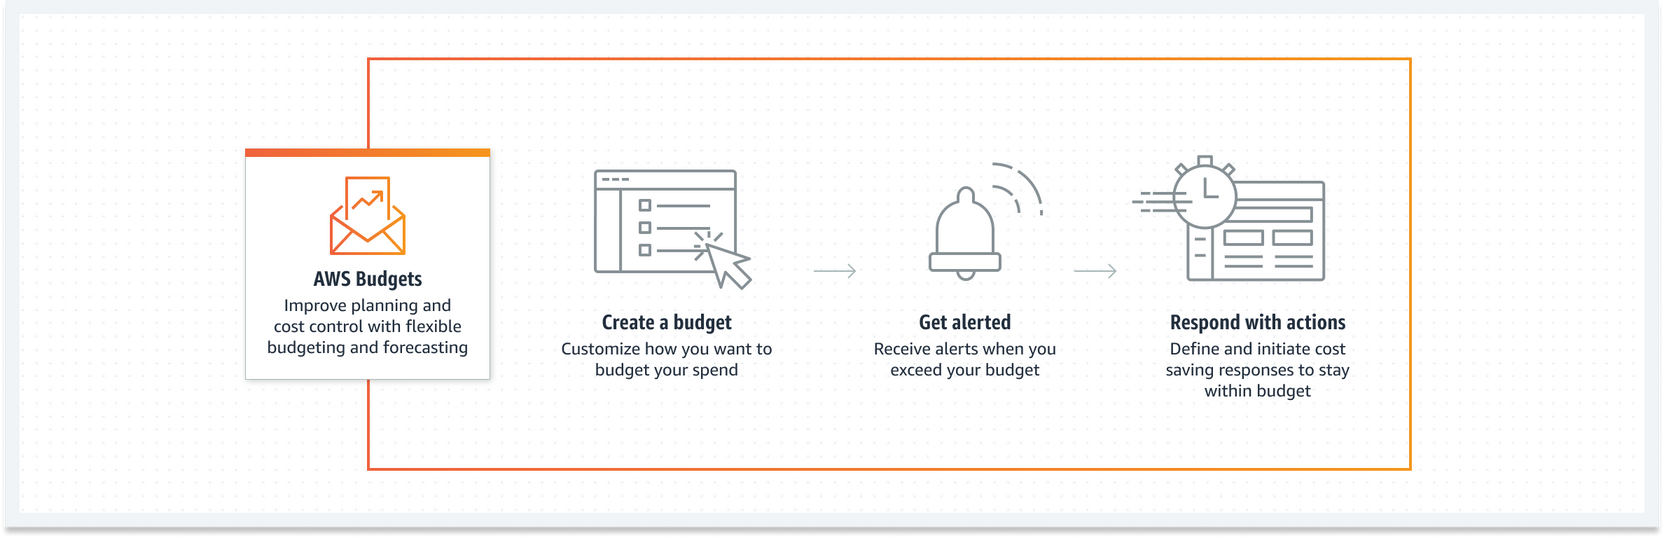 AWS Budgets
Improve planning and
cost control with flexible
budgeting and forecasting
Create a budget
Customize how you want to
budget your spend
Get alerted
Receive alerts when you
exceed your budget
Respond with actions
Define and initiate cost
saving responses to stay
within budget